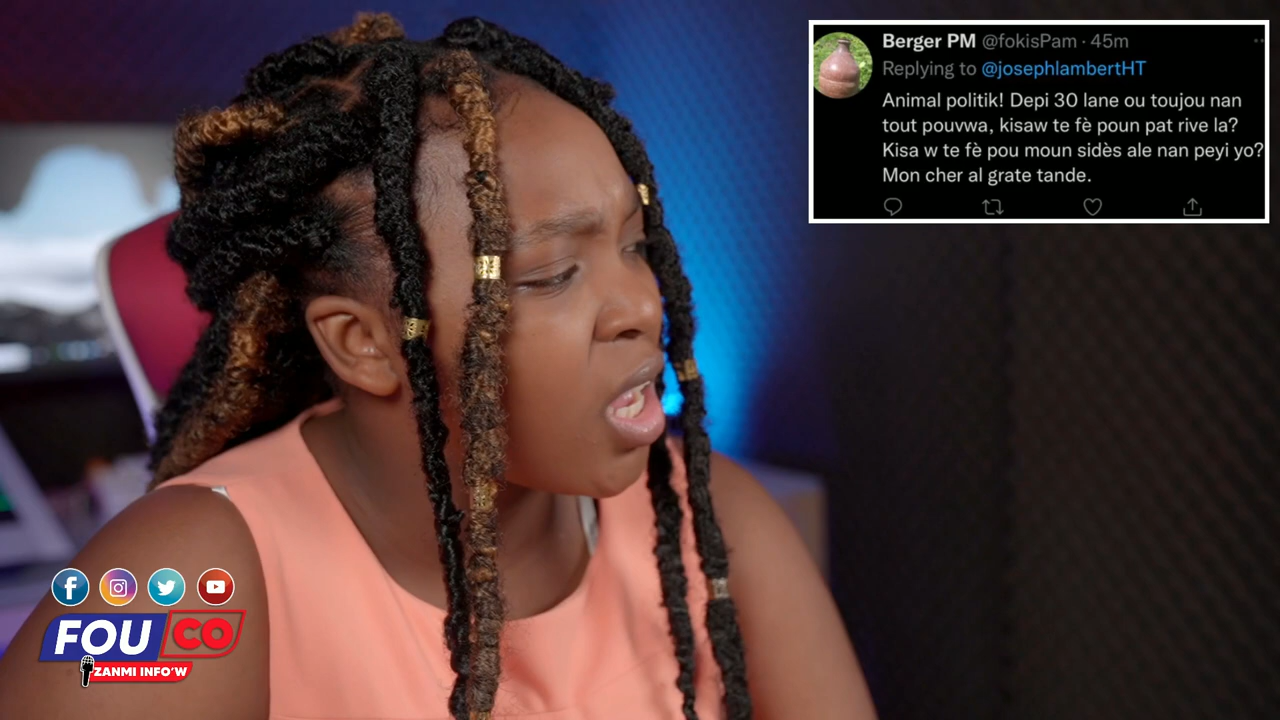 Berger PM @fokisPam · 45m
Replying to @josephlambertHT
Animal politik! Depi 30 lane ou toujou nan
tout pouvwa, kisaw te fè poun pat rive la?
Kisa w te fè pou moun sidès ale nan peyi yo?
Mon cher al grate tande.
FOUCO
ZANMI INFO'W